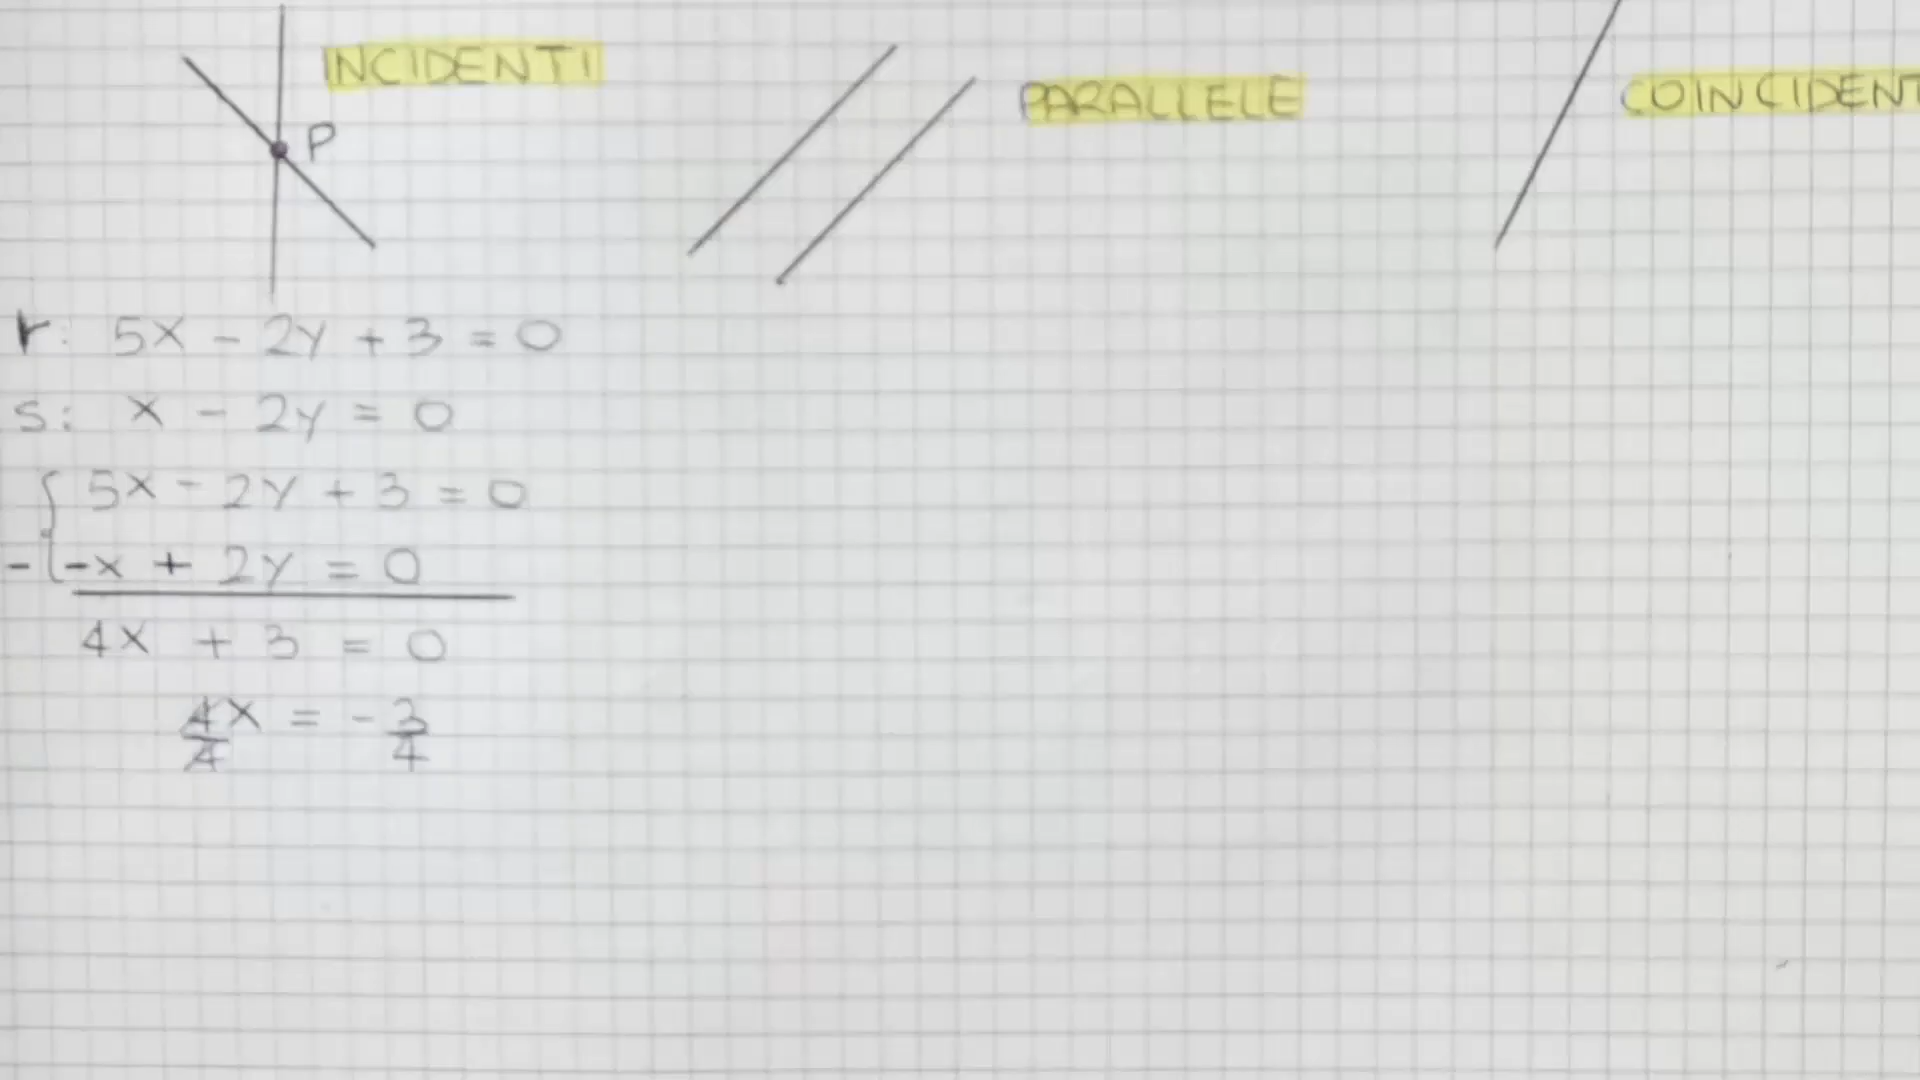 INCIDENTI
PARALLELE
COINCIDENT
P
r: 5x - 2y + 3 = 0
s: x - 2y = 0
{ 5x - 2y + 3 = 0
- { -x + 2y = 0
4x + 3 = 0
4/4 x = - 3/4